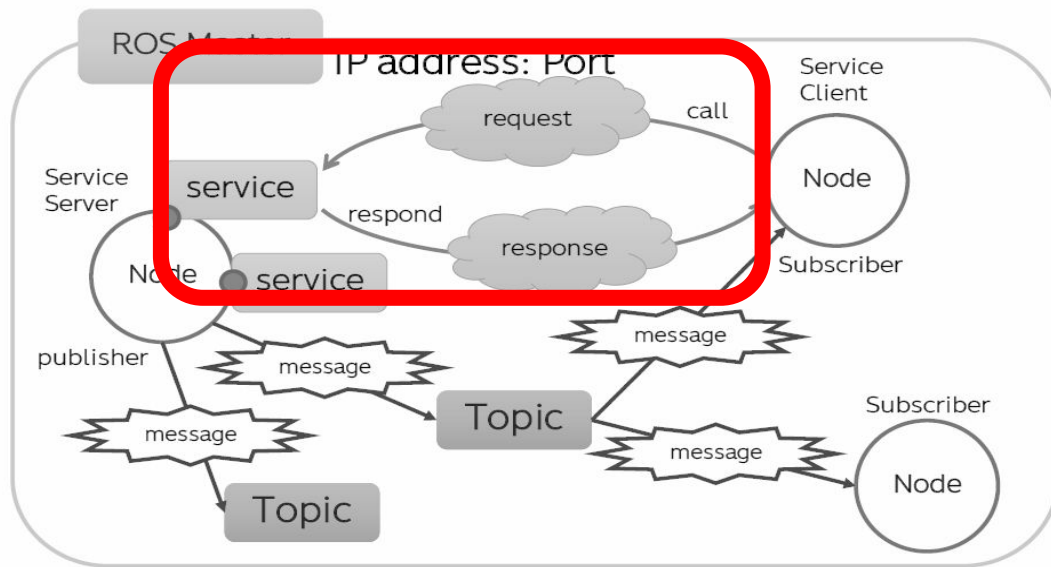 ROS Master
IP address: Port
Service
Client
request
call
Node
Service
Server
service
respond
response
Node
service
Subscriber
publisher
message
message
message
Topic
Subscriber
message
message
Node
Topic